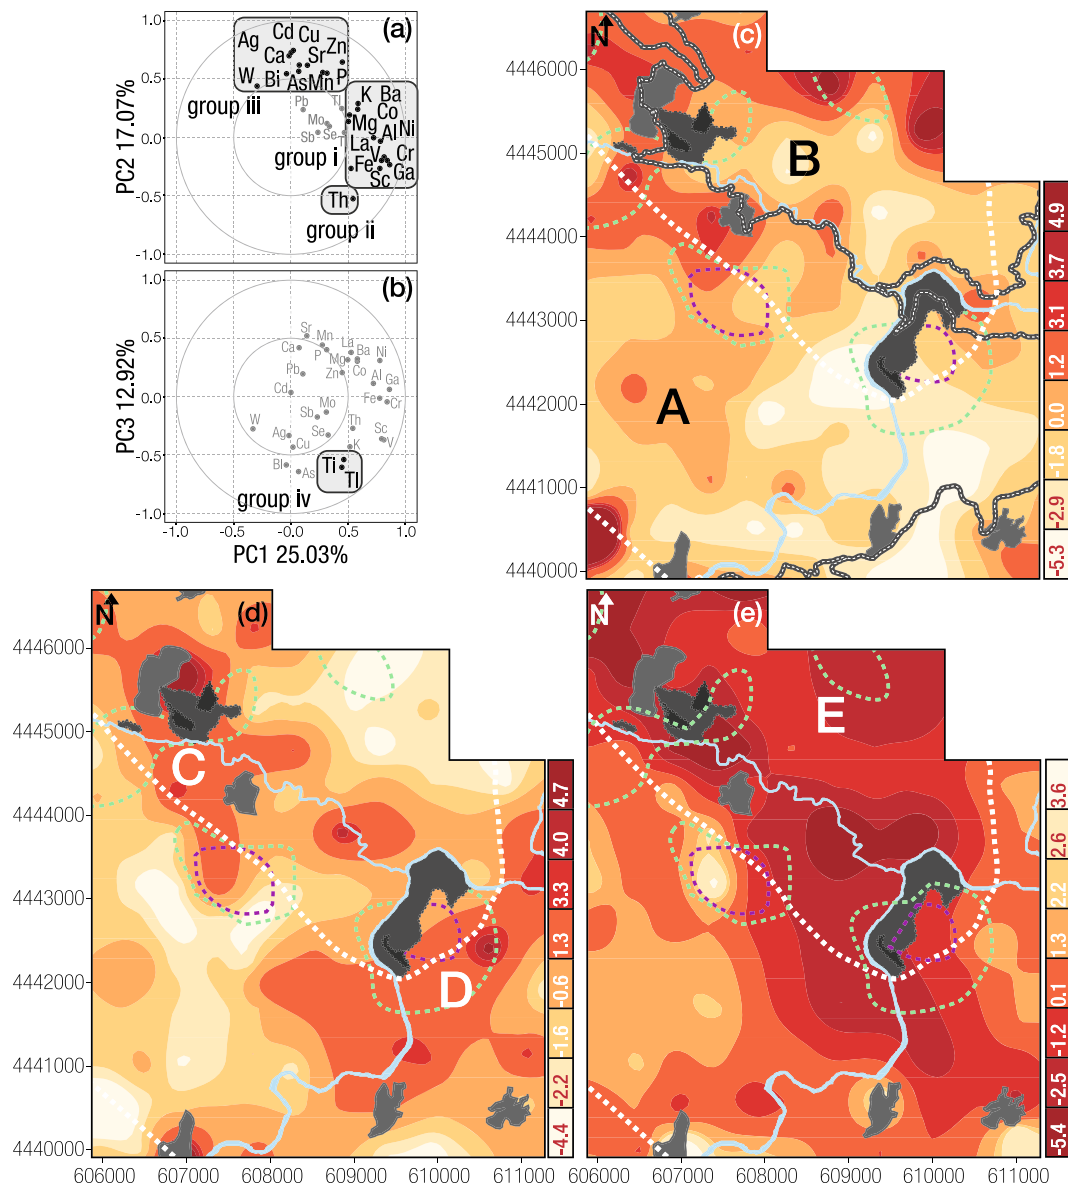 (a)
1.0
0.5
0.0
-0.5
-1.0
PC2 17.07%
Cd Cu
Ag
Ca Sr Zn
W Bi As Mn P
group iii
Pb Tl
Mo
Sb Se Ti
group i
K Ba
Co
Mg Al Ni
La V Cr
Fe Ga
Sc
Th
group ii
(b)
1.0
0.5
0.0
-0.5
-1.0
PC3 12.92%
Sr Mn
Ca P La
Mg Ba Ni
Pb Zn Co
Al Ga
Cd
Fe Cr
Mo
Sb
W Th
Ag Se Sc
Cu K V
BI As
Ti
Tl
group iv
-1.0 -0.5 -0.0 0.5 1.0
PC1 25.03%
N
(c)
4446000
4445000
4444000
4443000
4442000
4441000
4440000
B
A
4.9
3.7
3.1
1.2
0.0
-1.8
-2.9
-5.3
N
(d)
4446000
4445000
4444000
4443000
4442000
4441000
4440000
C
D
4.7
4.0
3.3
1.3
-0.6
-1.6
-2.2
-4.4
606000 607000 608000 609000 610000 611000
N
(e)
E
3.6
2.6
2.2
1.3
0.1
-1.2
-2.5
-5.4
606000 607000 608000 609000 610000 611000